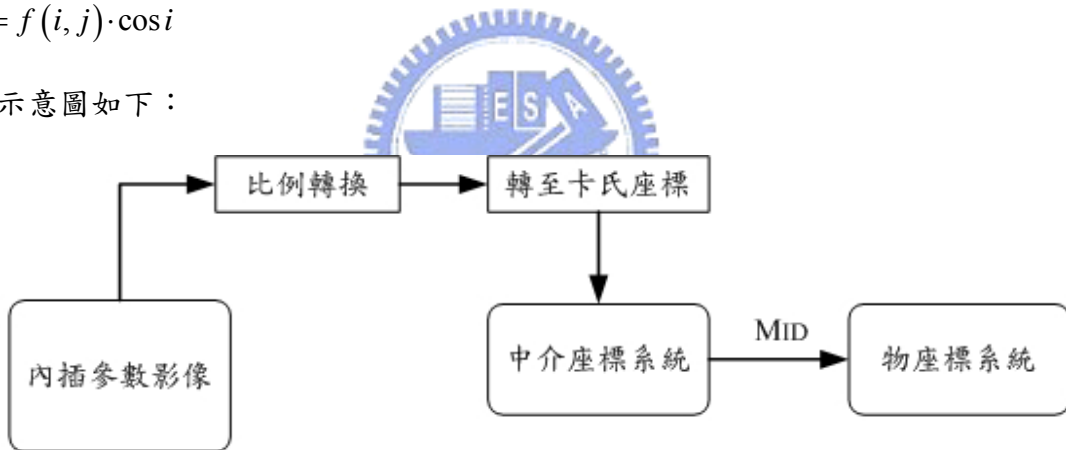 = f(i, j)·cos i
示意圖如下：
E S A
比例轉換
轉至卡氏座標
內插參數影像
中介座標系統
MID
物座標系統